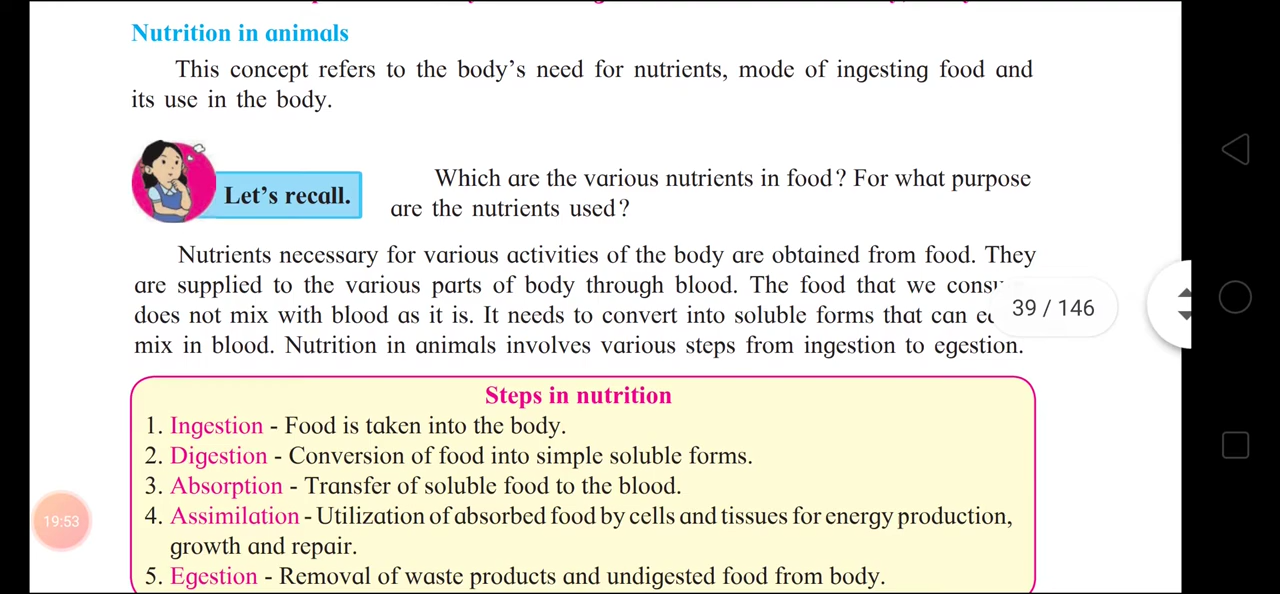 Nutrition in animals
This concept refers to the body's need for nutrients, mode of ingesting food and
its use in the body.
Let's recall.
Which are the various nutrients in food? For what purpose
are the nutrients used?
Nutrients necessary for various activities of the body are obtained from food. They
are supplied to the various parts of body through blood. The food that we
does not mix with blood as it is. It needs to convert into soluble forms that can
mix in blood. Nutrition in animals involves various steps from ingestion to egestion.
39 / 146
Steps in nutrition
1. Ingestion - Food is taken into the body.
2. Digestion - Conversion of food into simple soluble forms.
3. Absorption - Transfer of soluble food to the blood.
4. Assimilation - Utilization of absorbed food by cells and tissues for energy production,
growth and repair.
5. Egestion - Removal of waste products and undigested food from body.
19:53